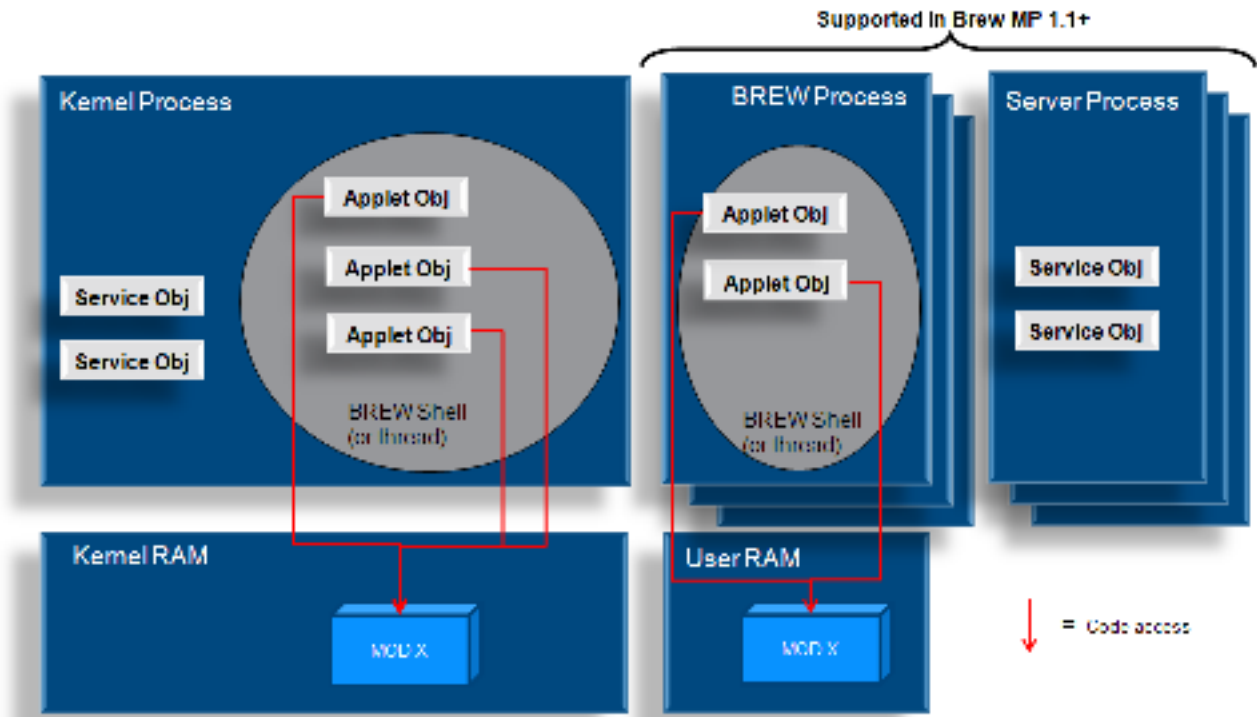 Supported in Brew MP 1.1+
Kernel Process
BREW Process
Server Process
Applet Obj
Applet Obj
Applet Obj
Service Obj
Service Obj
BREW Shell
(or thread)
Applet Obj
Applet Obj
BREW Shell
(or thread)
Service Obj
Service Obj
Kernel RAM
MOD X
User RAM
MOD X
= Code access